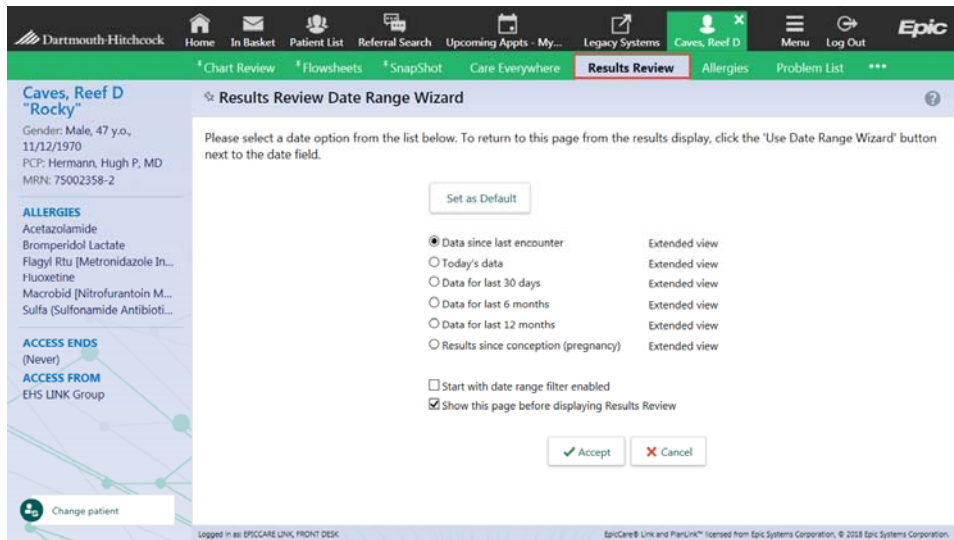 Dartmouth-Hitchcock
Home In Basket Patient List Referral Search Upcoming Appts - My... Legacy Systems Caves, Reef D Menu Log Out Epic
Chart Review Flowsheets SnapShot Care Everywhere Results Review Allergies Problem List
Caves, Reef D
"Rocky"
Gender: Male, 47 y.o.,
11/12/1970
PCP: Hermann, Hugh P, MD
MRN: 75002358-2
ALLERGIES
Acetazolamide
Bromperidol Lactate
Flagyl Rtu [Metronidazole In...
Fluoxetine
Macrobid [Nitrofurantoin M...
Sulfa (Sulfonamide Antibioti...
ACCESS ENDS
(Never)
ACCESS FROM
EHS LINK Group
Change patient
Results Review Date Range Wizard
Please select a date option from the list below. To return to this page from the results display, click the 'Use Date Range Wizard' button
next to the date field.
Set as Default
Data since last encounter Extended view
Today's data Extended view
Data for last 30 days Extended view
Data for last 6 months Extended view
Data for last 12 months Extended view
Results since conception (pregnancy) Extended view
Start with date range filter enabled
Show this page before displaying Results Review
Accept Cancel
Logged in as: EPICCARE LINK, FRONT DESK EpicCare® Link and PlanLink™ licensed from Epic Systems Corporation, © 2018 Epic Systems Corporation.